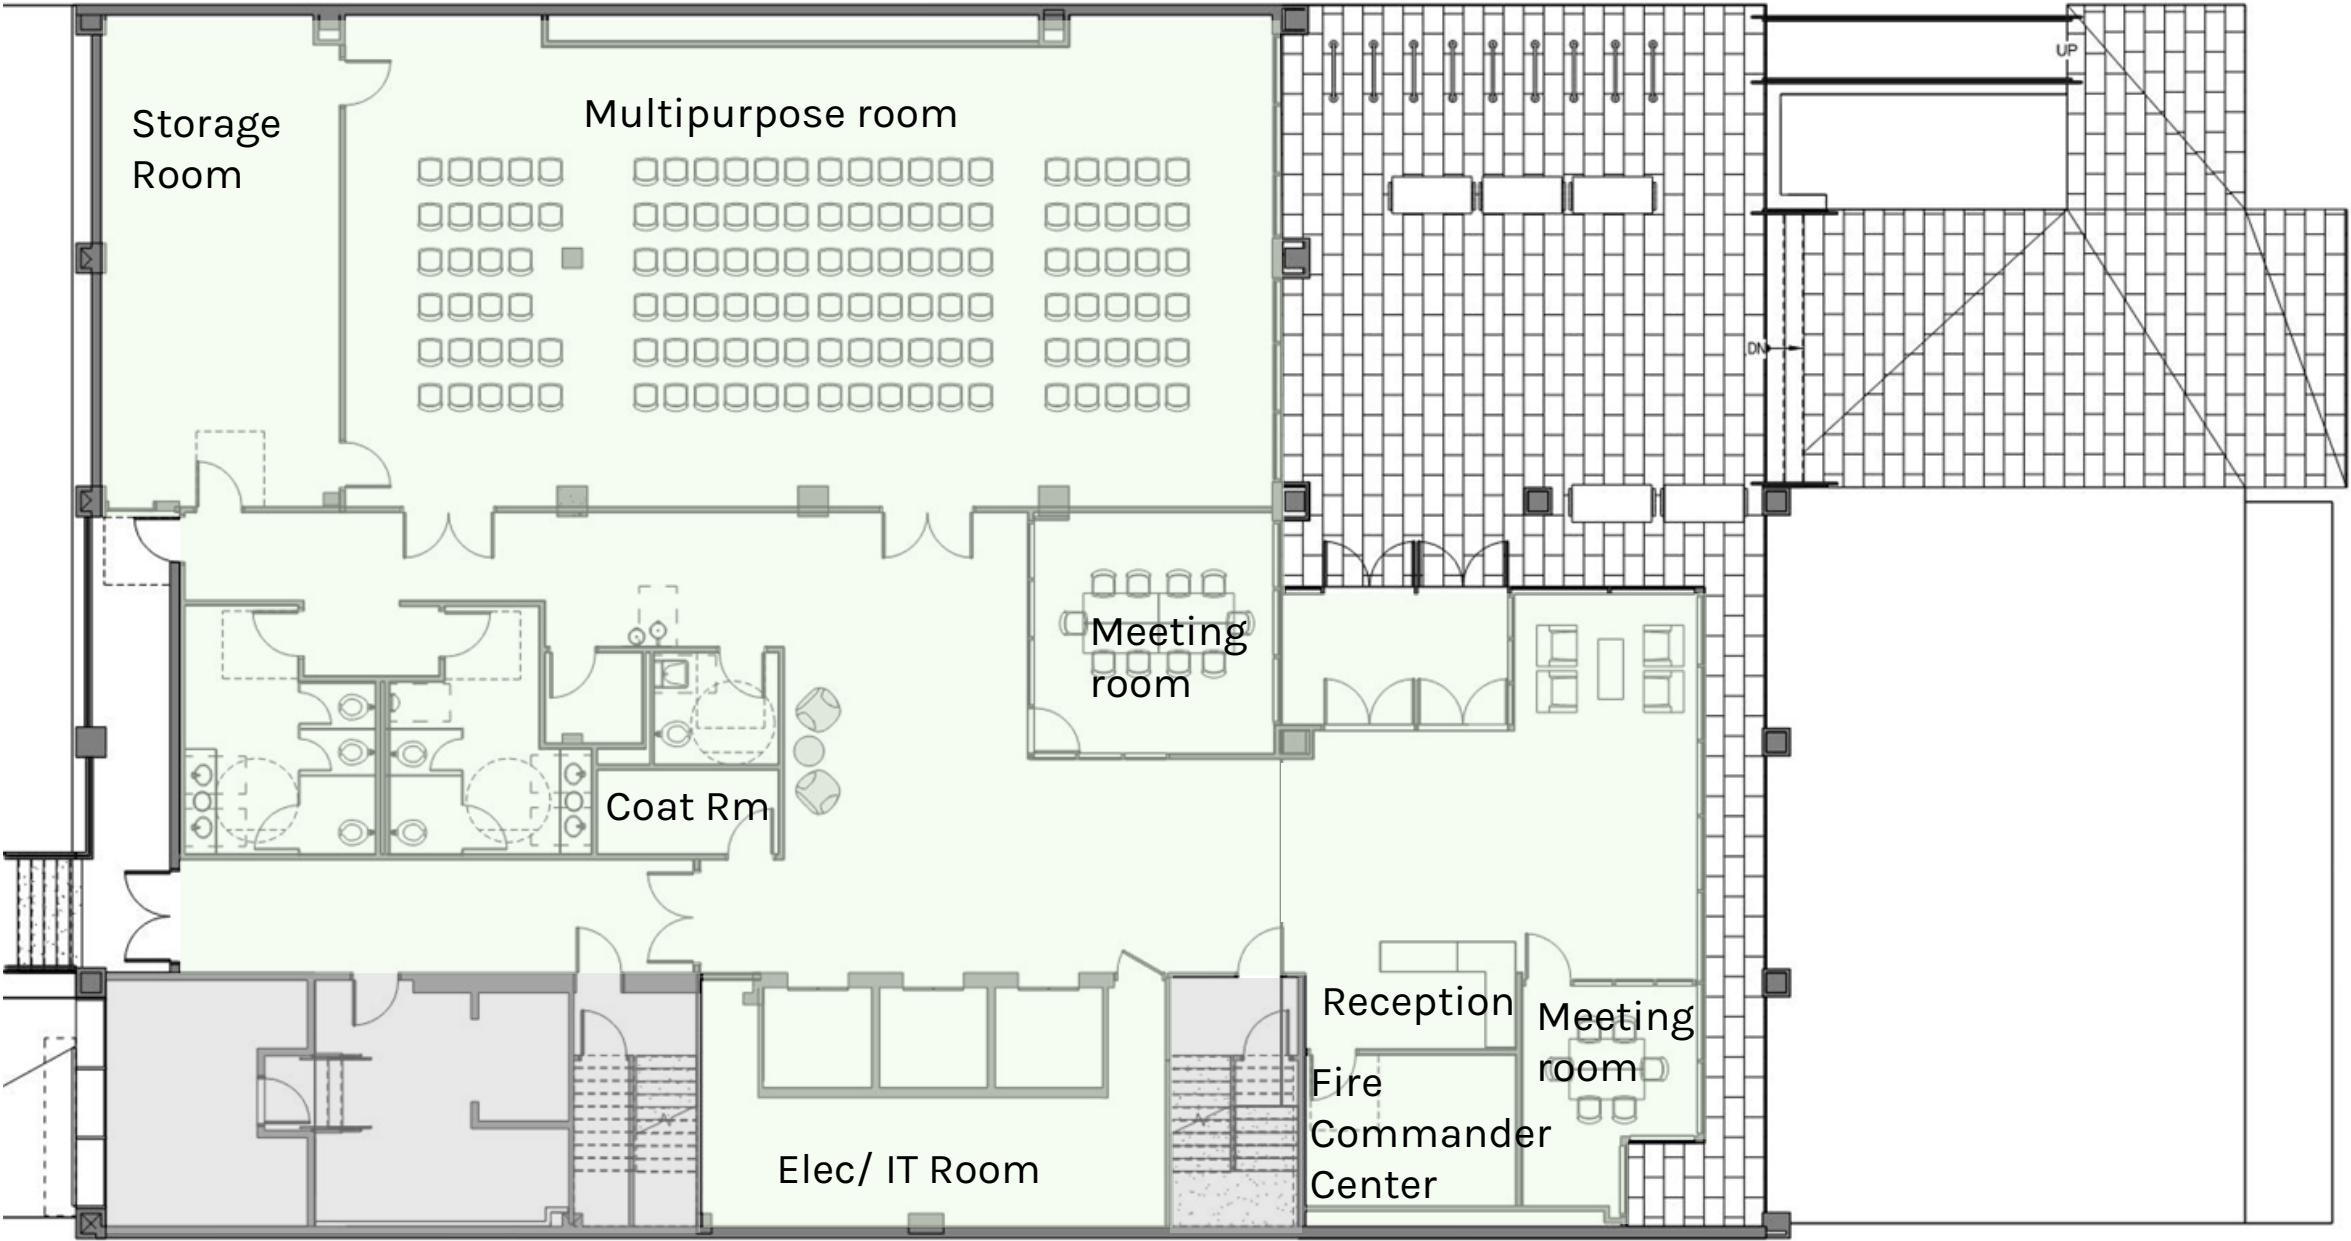 UP
Storage
Room
Multipurpose room
DN
Meeting
room
Coat Rm
Reception
Meeting
room
Fire
Commander
Center
Elec/ IT Room